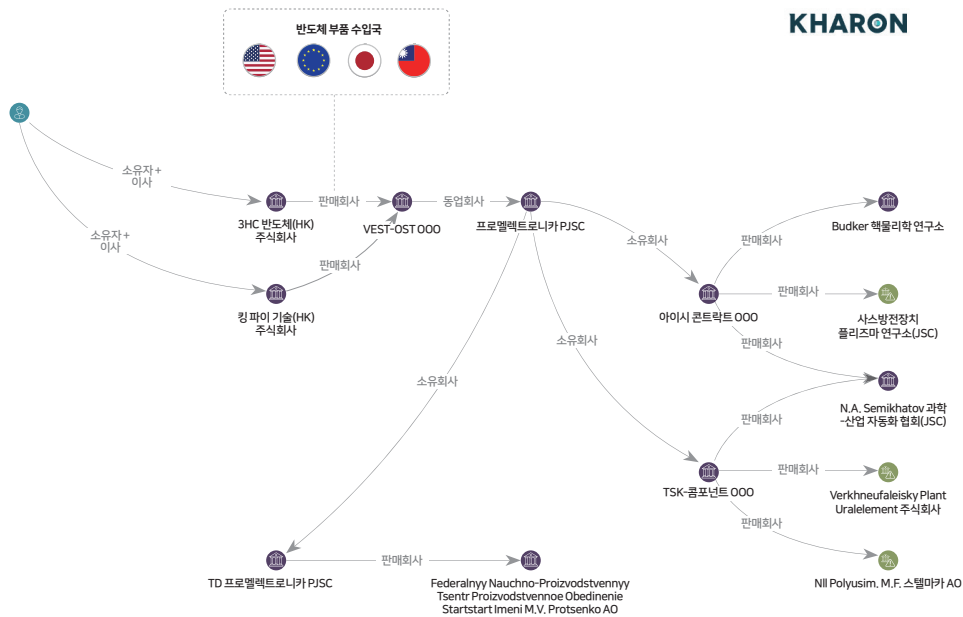 KHARON
반도체 부품 수입국
소유자 +
이사
소유자 +
이사
3HC 반도체(HK)
주식회사
판매회사
VEST-OST OOO
동업회사
프로멜렉트로니카 PJSC
킹 파이 기술(HK)
주식회사
판매회사
소유회사
소유회사
소유회사
아이시 콘트락트 OOO
판매회사
Budker 핵물리학 연구소
판매회사
사스방전장치
플리즈마 연구소(JSC)
판매회사
N.A. Semikhatov 과학
-산업 자동화 협회(JSC)
판매회사
TSK-콤포넌트 OOO
판매회사
Verkhneufaleisky Plant
Uralelement 주식회사
판매회사
NII Polyusim. M.F. 스텔마카 AO
TD 프로멜렉트로니카 PJSC
판매회사
Federalnyy Nauchno-Proizvodstvennyy
Tsentr Proizvodstvennoe Obedinenie
Startstart Imeni M.V. Protsenko AO